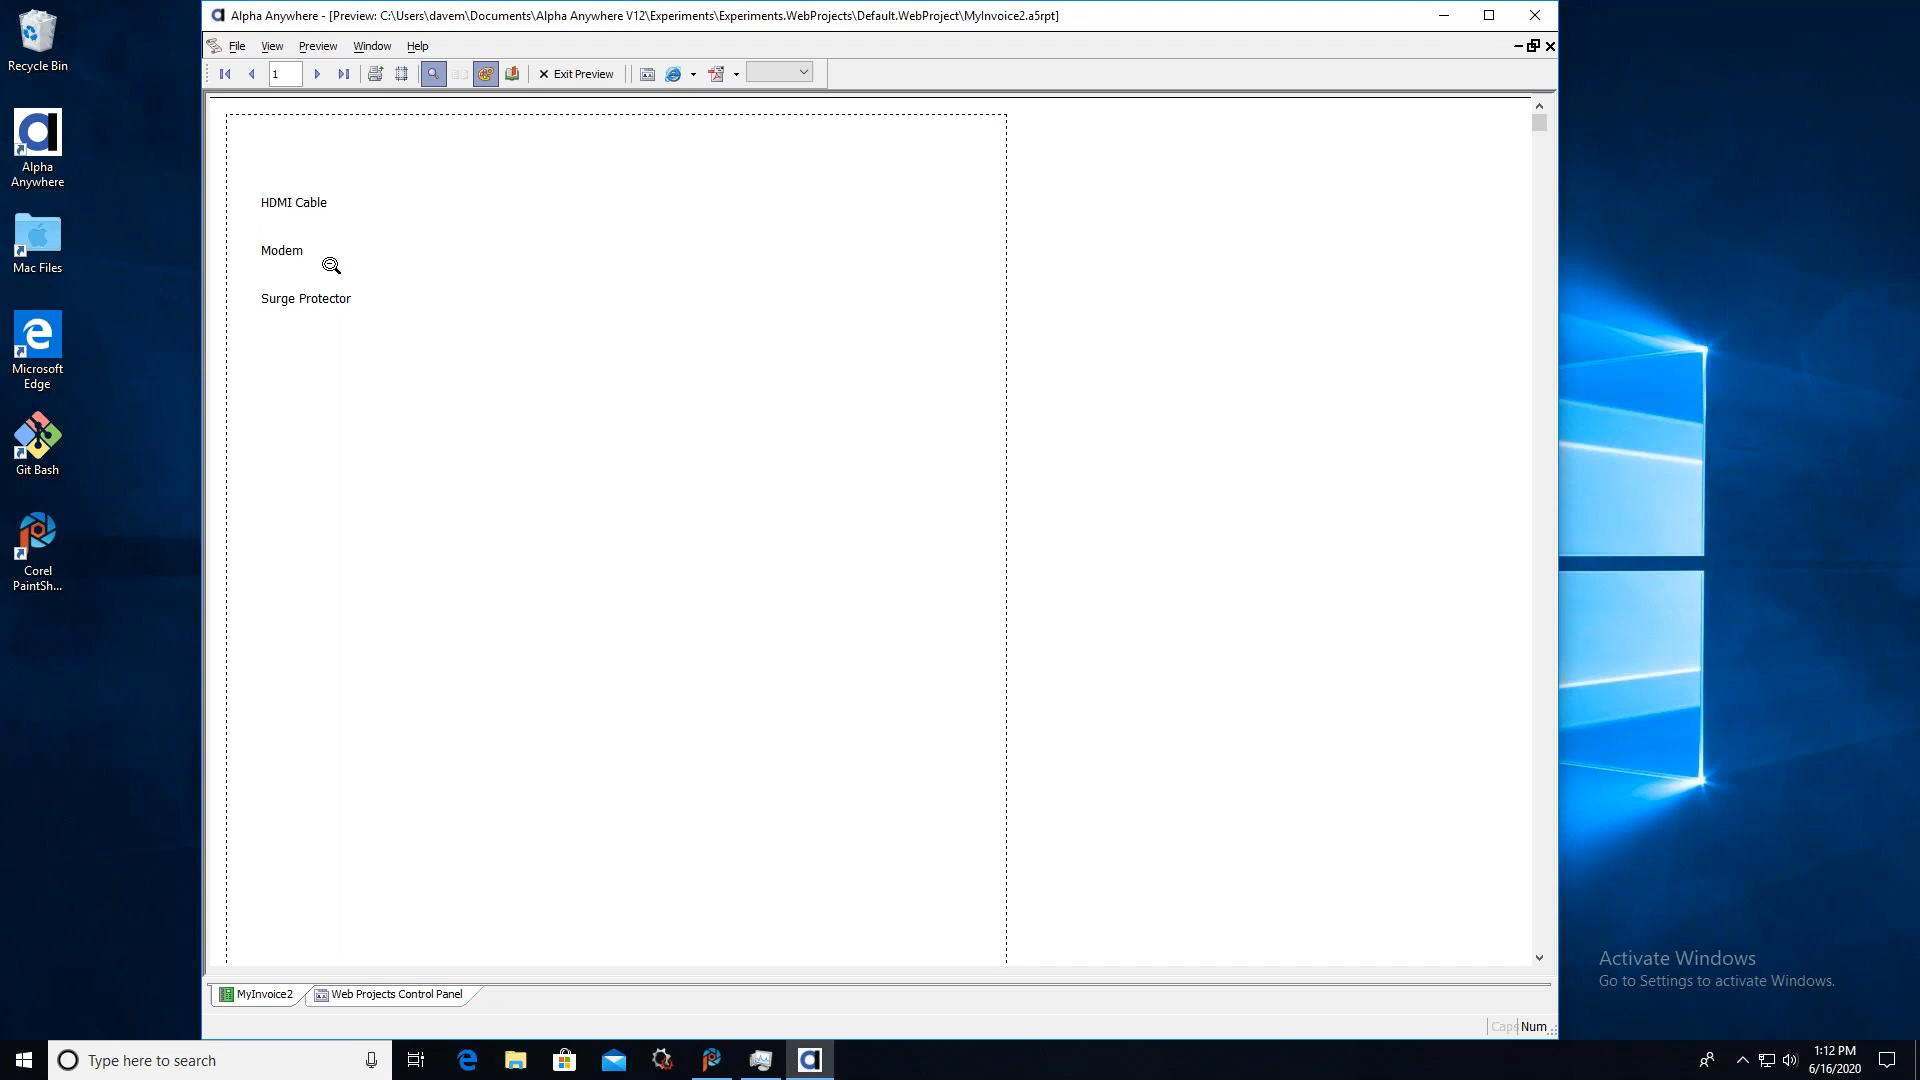 Alpha Anywhere - [Preview: C:\Users\davem\Documents\Alpha Anywhere V12\Experiments\Experiments.WebProjects\Default.WebProject\MyInvoice2.a5rpt]
File View Preview Window Help
1 Exit Preview
Recycle Bin
Alpha
Anywhere
Mac Files
Microsoft
Edge
Git Bash
Corel
PaintSh...
HDMI Cable
Modem
Surge Protector
Activate Windows
Go to Settings to activate Windows.
MyInvoice2 Web Projects Control Panel
Caps Num
Type here to search
1:12 PM
6/16/2020